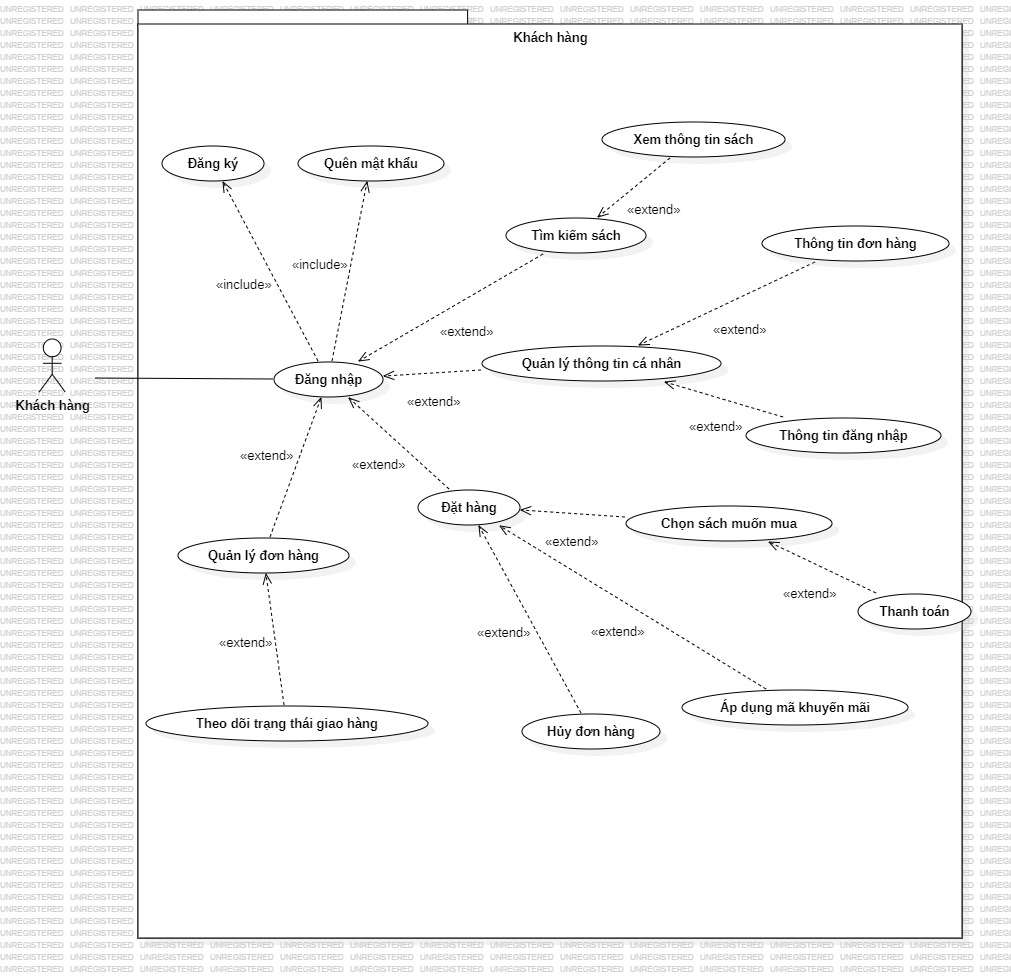 Khách hàng
Xem thông tin sách
Đăng ký
Quên mật khẩu
«extend»
Tìm kiếm sách
Thông tin đơn hàng
«include»
«include»
«extend»
«extend»
Quản lý thông tin cá nhân
Đăng nhập
«extend»
Khách hàng
«extend»
Thông tin đăng nhập
«extend»
«extend»
Đặt hàng
Chọn sách muốn mua
«extend»
Quản lý đơn hàng
«extend»
Thanh toán
«extend»
«extend»
«extend»
Áp dụng mã khuyến mãi
Theo dõi trạng thái giao hàng
Hủy đơn hàng
UNREGISTERED